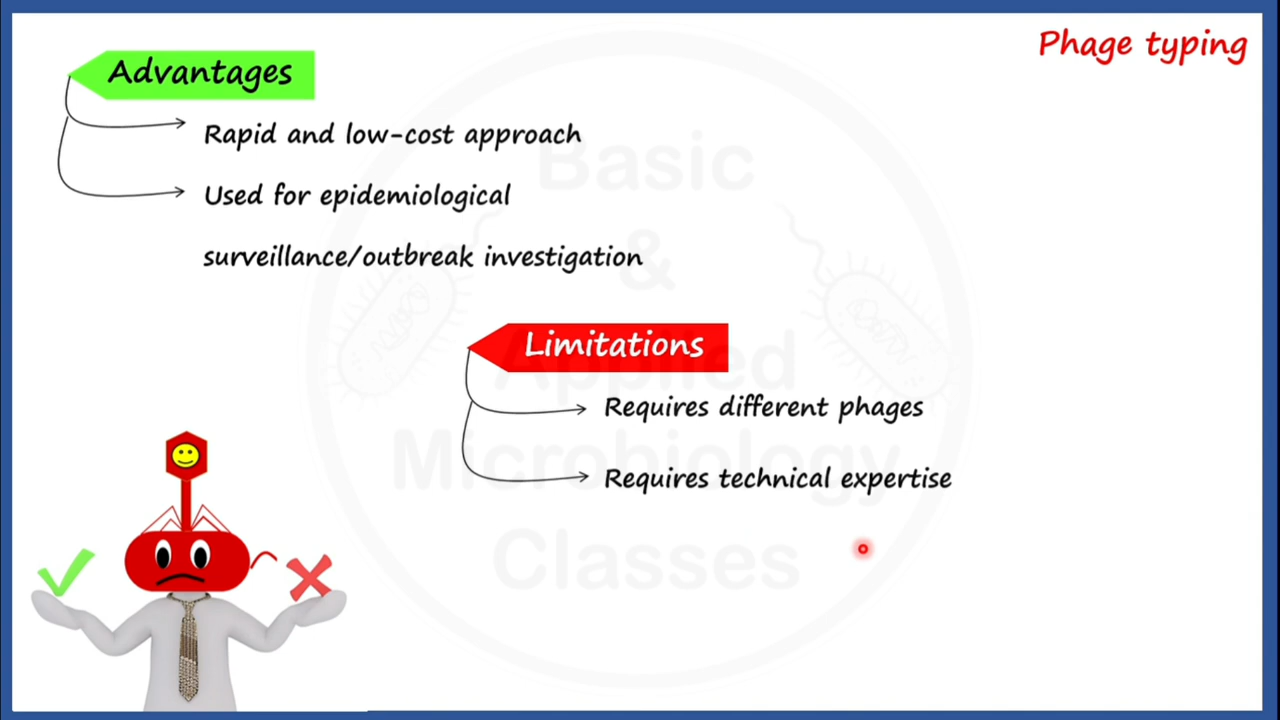 Phage typing
Advantages
Rapid and low-cost approach
Used for epidemiological
surveillance/outbreak investigation
Limitations
Requires different phages
Requires technical expertise
Basic
&
Applied
Microbiology
Classes